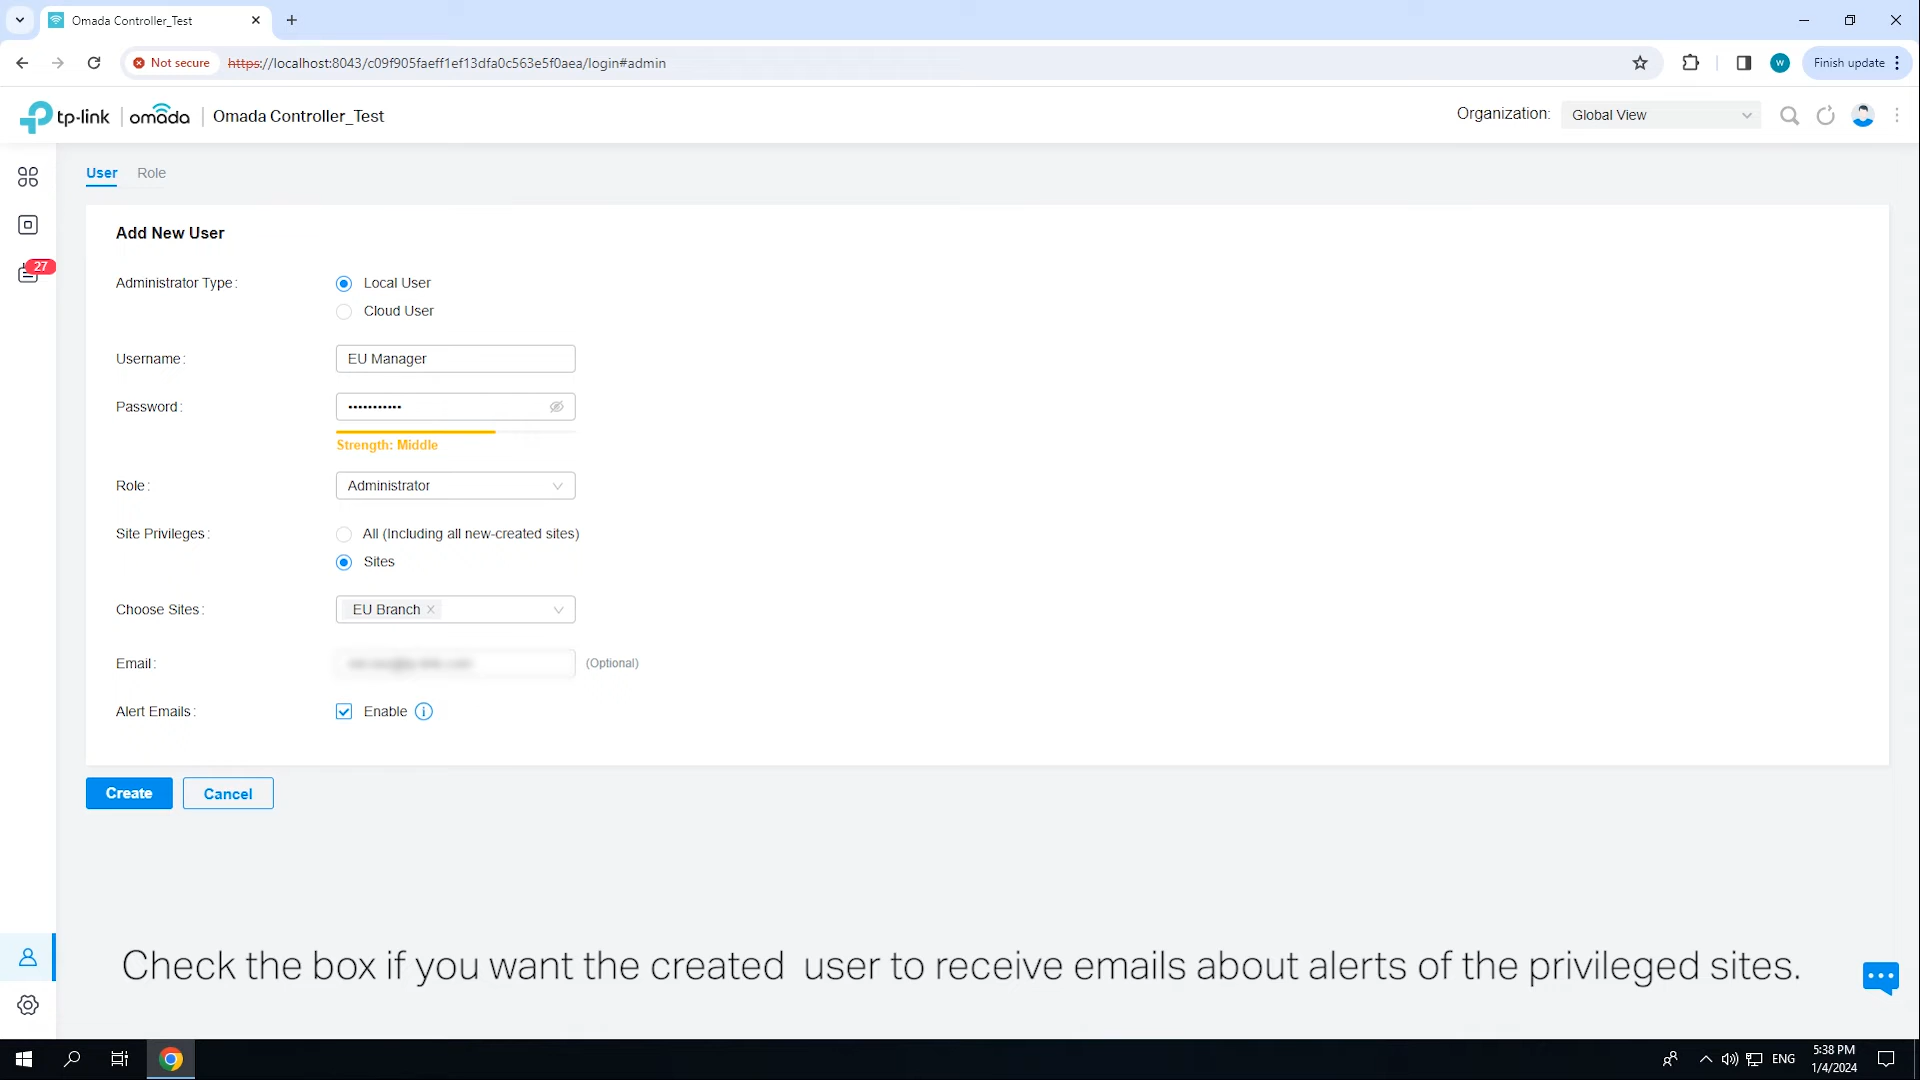 Omada Controller_Test
Not secure
https://localhost:8043/c09f905faeff1ef13dfa0c563e5f0aea/login#admin
W
Finish update
tp-link
omada
Omada Controller_Test
Organization:
Global View
27
User
Role
Add New User
Administrator Type:
Local User
Cloud User
Username:
EU Manager
Password:
Strength: Middle
Role:
Administrator
Site Privileges:
All (Including all new-created sites)
Sites
Choose Sites:
EU Branch
Email:
(Optional)
Alert Emails:
Enable
Create
Cancel
Check the box if you want the created user to receive emails about alerts of the privileged sites.
ENG
5:38 PM
1/4/2024